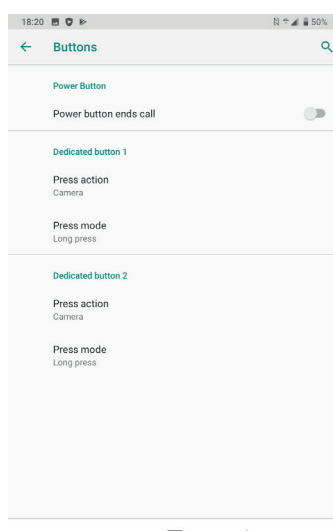 18:20
50%
Buttons
Power Button
Power button ends call
Dedicated button 1
Press action
Camera
Press mode
Long press
Dedicated button 2
Press action
Camera
Press mode
Long press